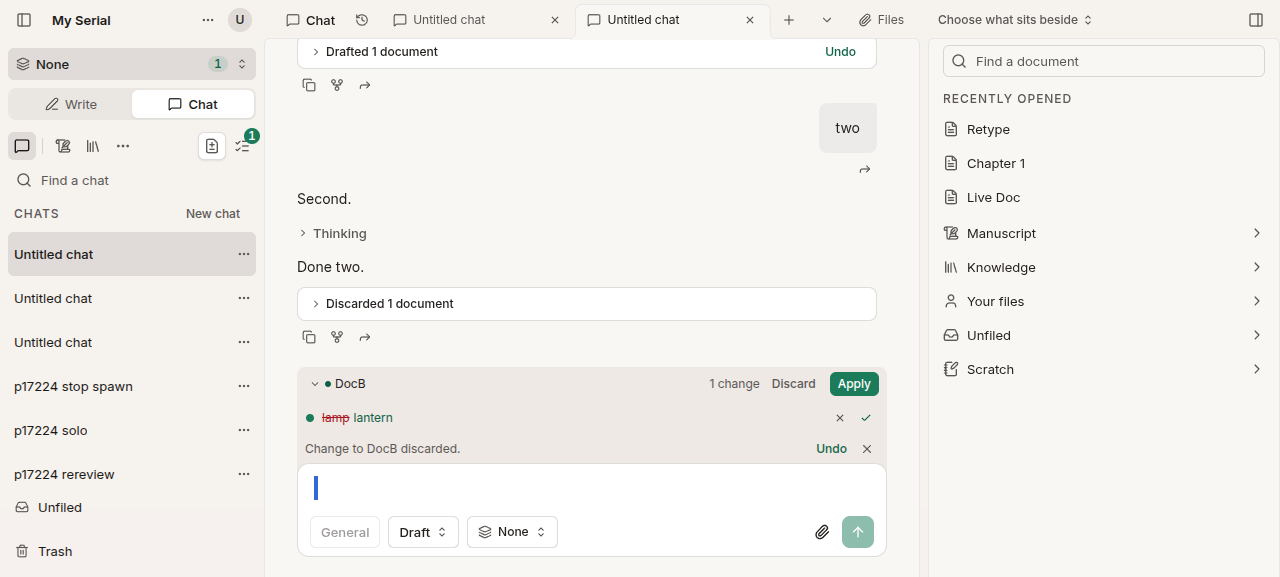 My Serial
U
None
1
Write
Chat
1
Find a chat
CHATS
New chat
Untitled chat
Untitled chat
Untitled chat
p17224 stop spawn
p17224 solo
p17224 rereview
Unfiled
Trash
Chat
Untitled chat
Untitled chat
Files
Drafted 1 document
Undo
two
Second.
Thinking
Done two.
Discarded 1 document
DocB
1 change
Discard
Apply
lamp lantern
Change to DocB discarded.
Undo
General
Draft
None
Choose what sits beside
Find a document
RECENTLY OPENED
Retype
Chapter 1
Live Doc
Manuscript
Knowledge
Your files
Unfiled
Scratch